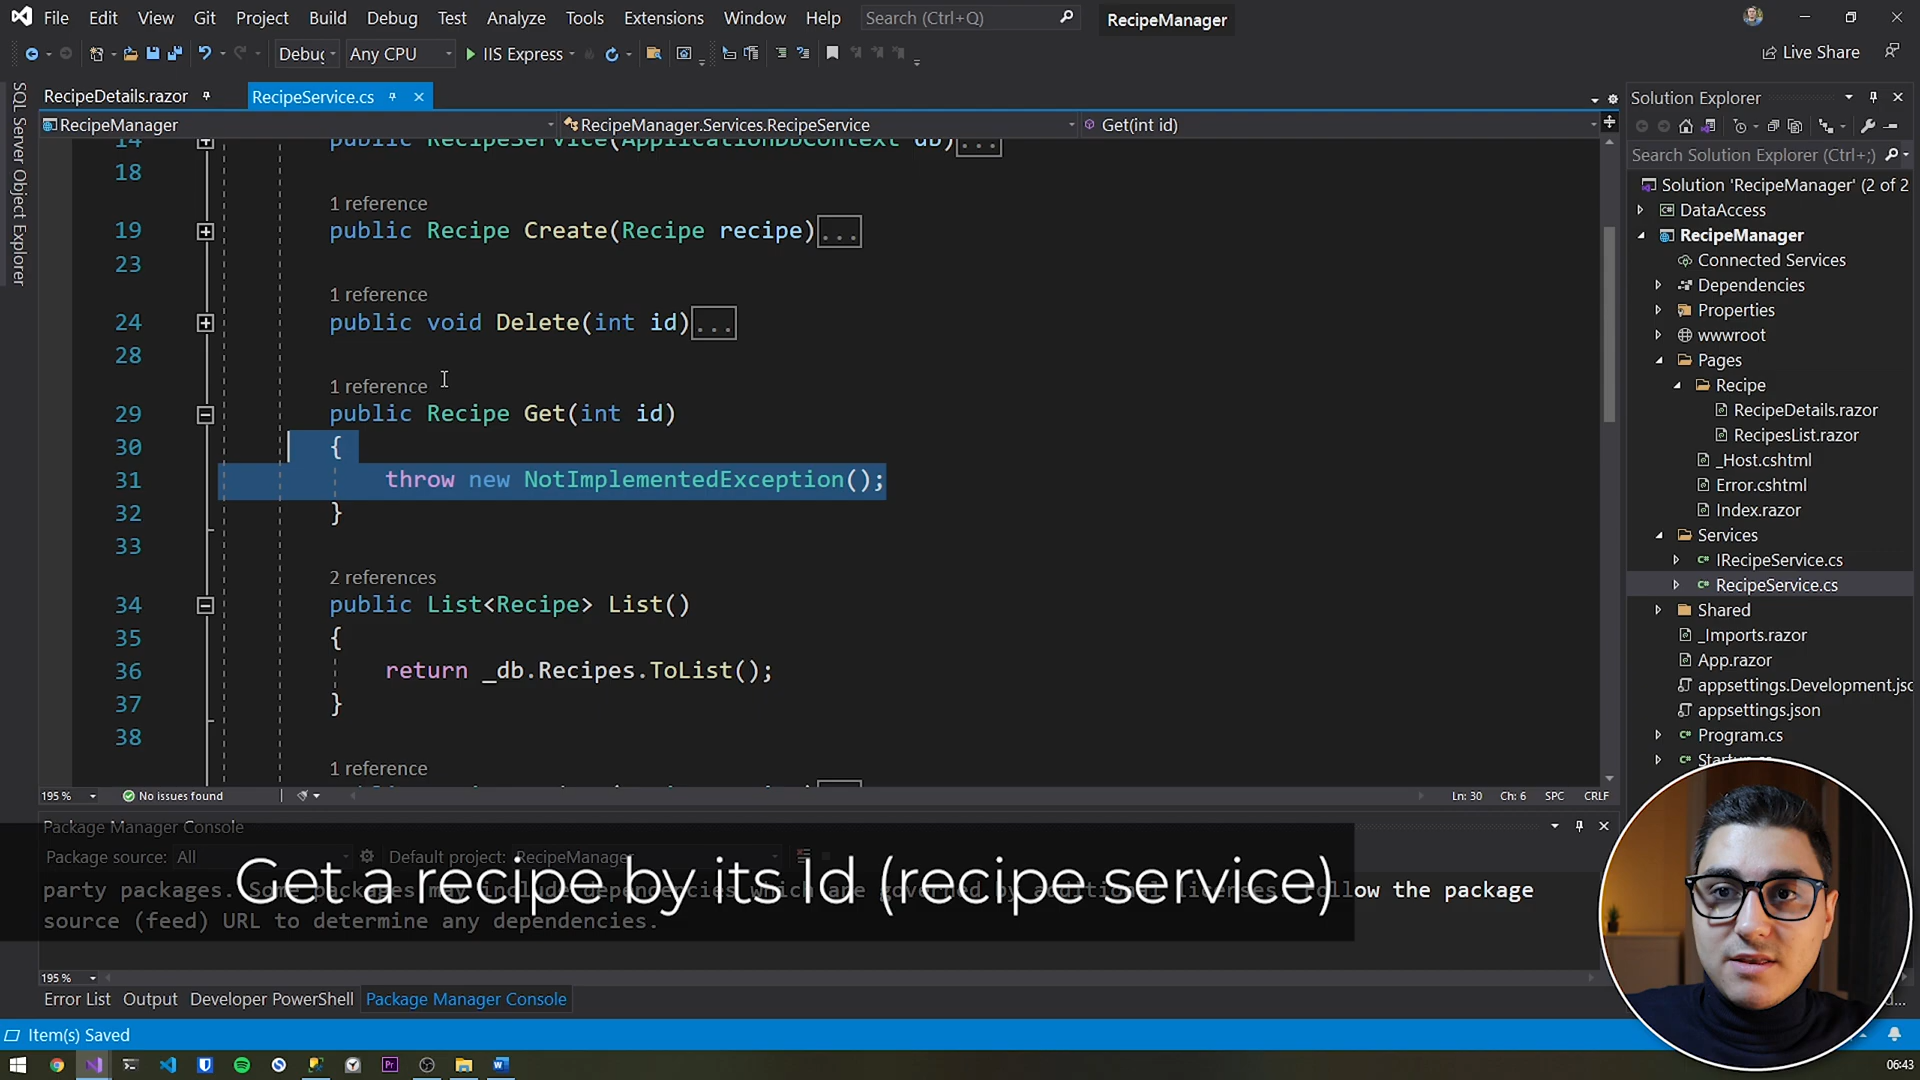 File Edit View Git Project Build Debug Test Analyze Tools Extensions Window Help Search (Ctrl+Q) RecipeManager
Debug Any CPU IIS Express Live Share
SQL Server Object Explorer
RecipeDetails.razor RecipeService.cs
RecipeManager RecipeManager.Services.RecipeService Get(int id)
14 public RecipeService(ApplicationDbContext db)...
18
1 reference
19 public Recipe Create(Recipe recipe)...
23
1 reference
24 public void Delete(int id)...
28
1 reference
29 public Recipe Get(int id)
30 {
31 throw new NotImplementedException();
32 }
33
2 references
34 public List<Recipe> List()
35 {
36 return _db.Recipes.ToList();
37 }
38
1 reference
195 % No issues found Ln: 30 Ch: 6 SPC CRLF
Solution Explorer
Search Solution Explorer (Ctrl+;)
Solution 'RecipeManager' (2 of 2
DataAccess
RecipeManager
Connected Services
Dependencies
Properties
wwwroot
Pages
Recipe
RecipeDetails.razor
RecipesList.razor
_Host.cshtml
Error.cshtml
Index.razor
Services
IRecipeService.cs
RecipeService.cs
Shared
_Imports.razor
App.razor
appsettings.Development.jsc
appsettings.json
Program.cs
Package Manager Console
Package source: All Default project: RecipeManager
Get a recipe by its Id (recipe service)
party packages. Some packages may include dependencies which are governed by additional licenses. Follow the package
source (feed) URL to determine any dependencies.
195 %
Error List Output Developer PowerShell Package Manager Console
Item(s) Saved
06:43